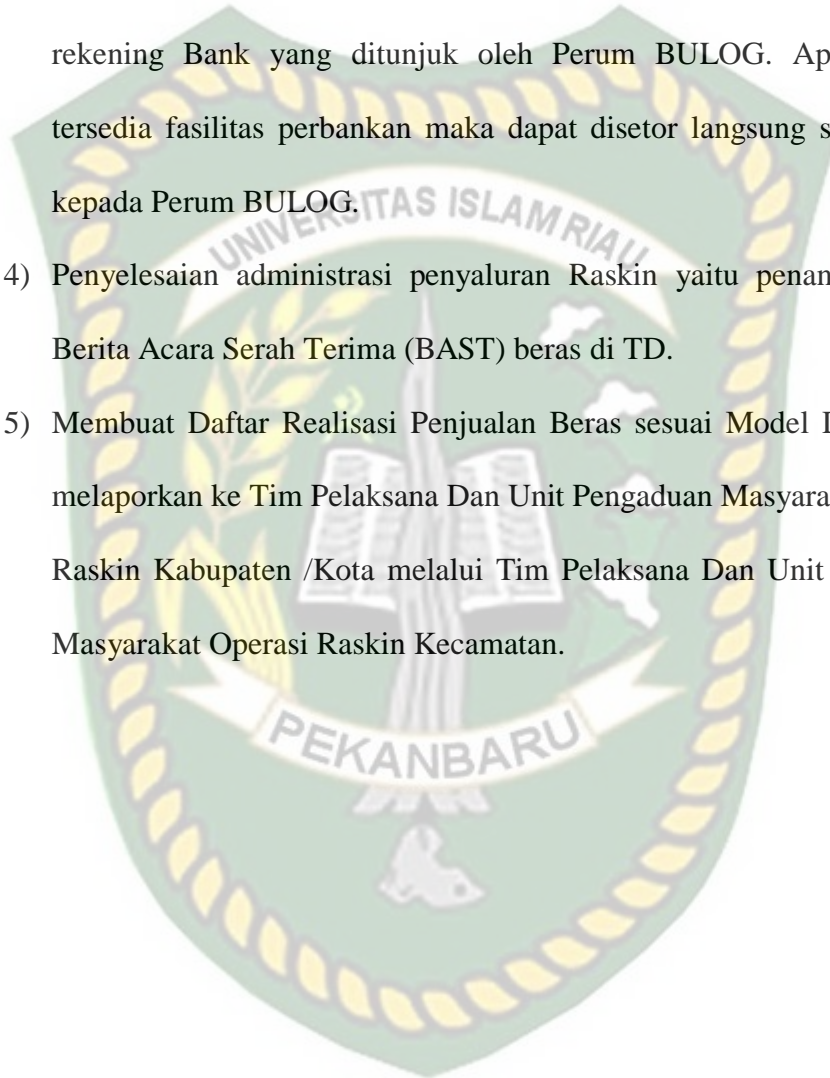 rekening Bank yang ditunjuk oleh Perum BULOG. Ap
tersedia fasilitas perbankan maka dapat disetor langsung s
kepada Perum BULOG.
UNIVERSITAS ISLAM RIAU
4) Penyelesaian administrasi penyaluran Raskin yaitu penan
Berita Acara Serah Terima (BAST) beras di TD.
5) Membuat Daftar Realisasi Penjualan Beras sesuai Model
melaporkan ke Tim Pelaksana Dan Unit Pengaduan Masyara
Raskin Kabupaten /Kota melalui Tim Pelaksana Dan Unit
Masyarakat Operasi Raskin Kecamatan.
PEKANBARU